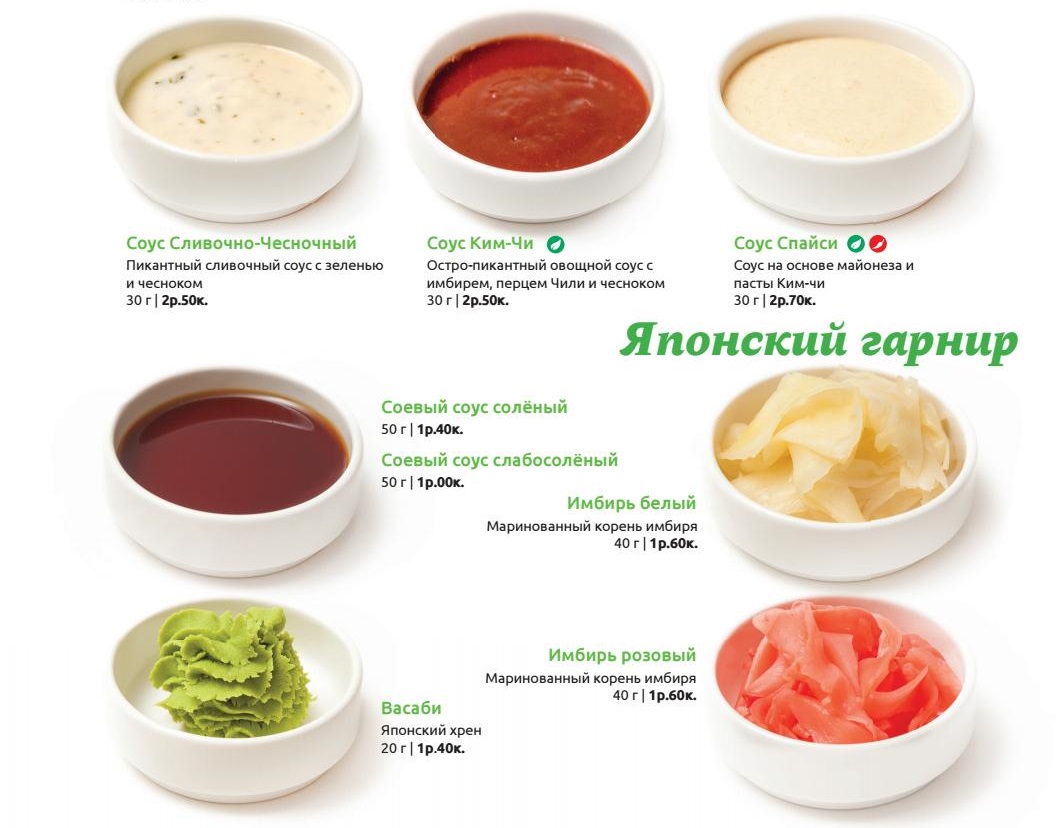 Соус Сливочно-Чесночный
Пикантный сливочный соус с зеленью
и чесноком
30 г | 2р.50к.
Соус Ким-Чи
Остро-пикантный овощной соус с
имбирем, перцем Чили и чесноком
30 г | 2р.50к.
Соус Спайси
Соус на основе майонеза и
пасты Ким-чи
30 г | 2р.70к.
Японский гарнир
Соевый соус солёный
50 г | 1р.40к.
Соевый соус слабосолёный
50 г | 1р.00к.
Имбирь белый
Маринованный корень имбиря
40 г | 1р.60к.
Имбирь розовый
Маринованный корень имбиря
40 г | 1р.60к.
Васаби
Японский хрен
20 г | 1р.40к.